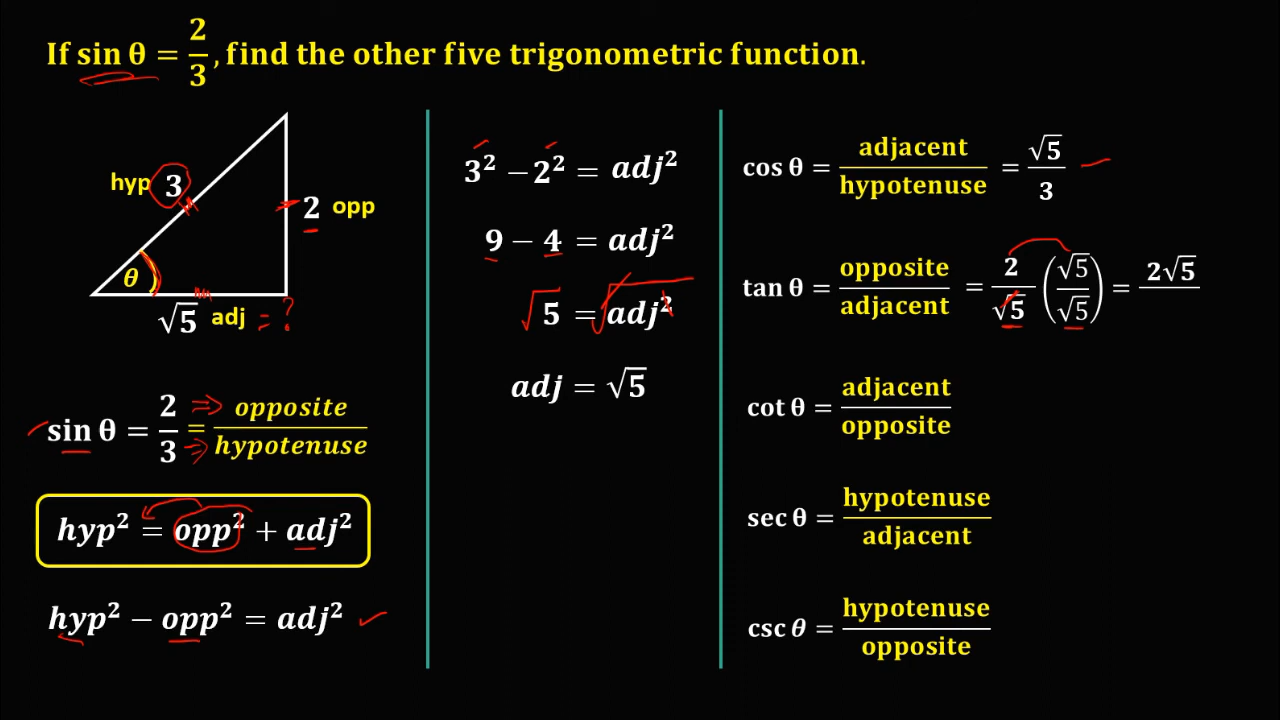 If sin θ = 2/3, find the other five trigonometric function.
hyp 3
2 opp
θ
√5 adj = ?
sin θ = 2/3 = opposite/hypotenuse
hyp² = opp² + adj²
hyp² − opp² = adj²
3² − 2² = adj²
9 − 4 = adj²
√5 = √adj²
adj = √5
cos θ = adjacent/hypotenuse = √5/3
tan θ = opposite/adjacent = 2/√5 (√5/√5) = 2√5/
cot θ = adjacent/opposite
sec θ = hypotenuse/adjacent
csc θ = hypotenuse/opposite